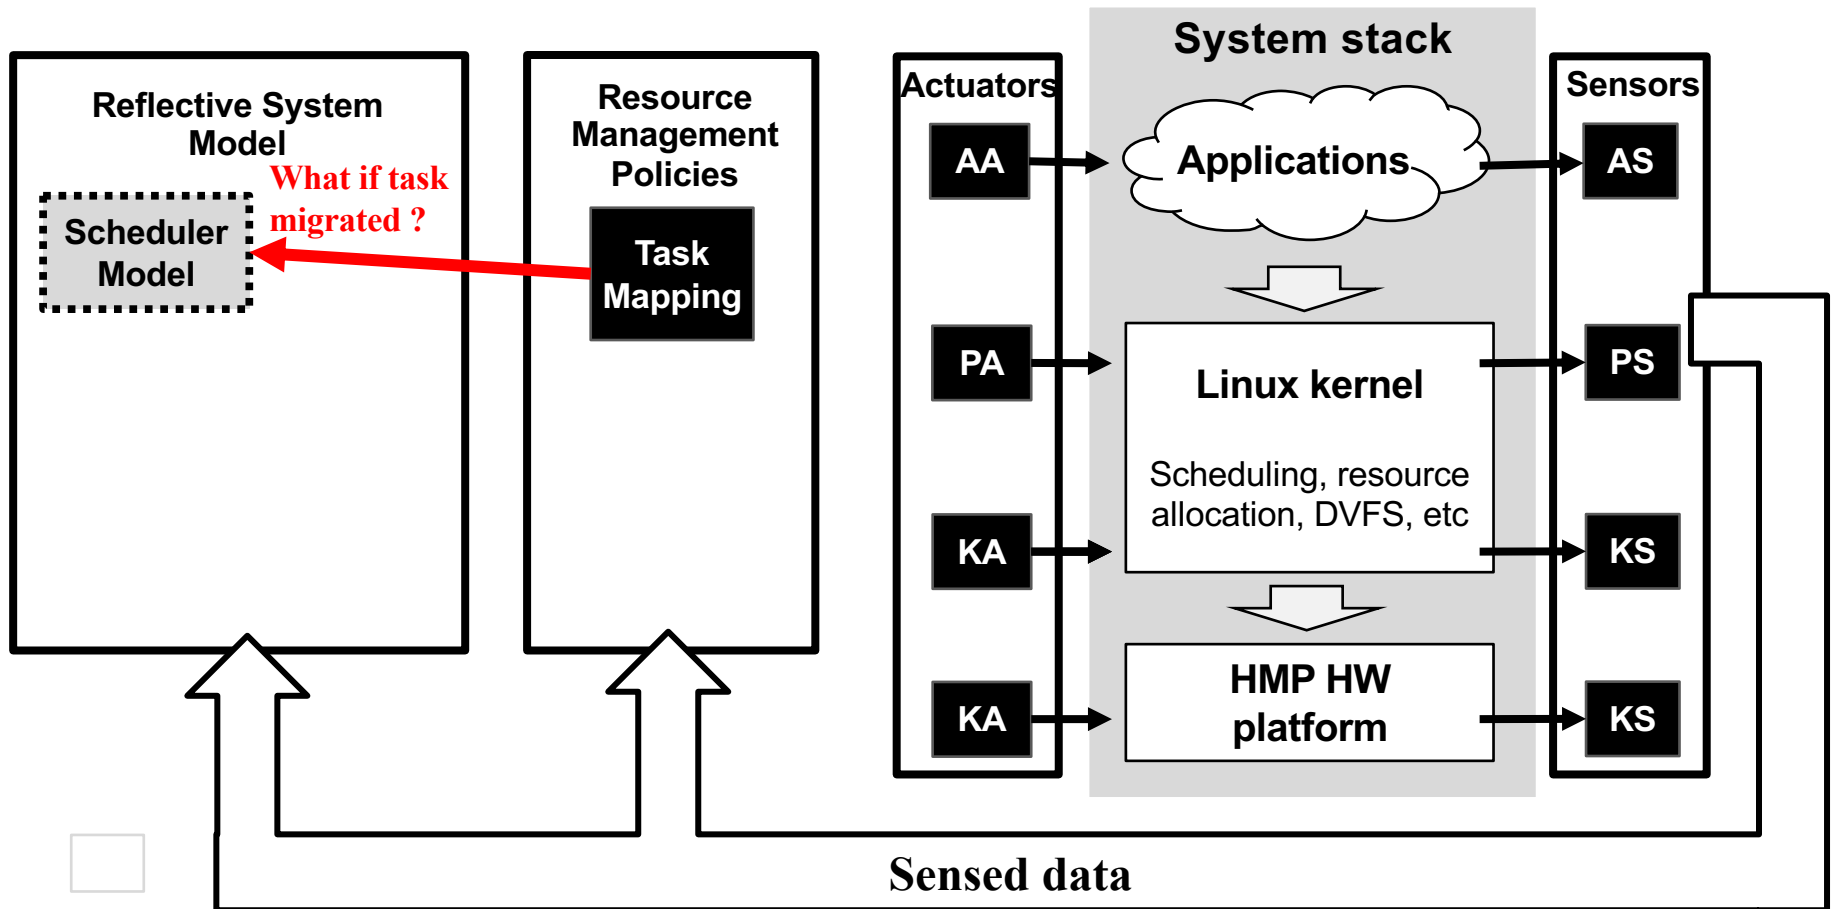 Reflective System
Model
What if task
migrated ?
Scheduler
Model
Resource
Management
Policies
Task
Mapping
Actuators
AA
PA
KA
KA
System stack
Applications
Linux kernel
Scheduling, resource
allocation, DVFS, etc
HMP HW
platform
Sensors
AS
PS
KS
KS
Sensed data